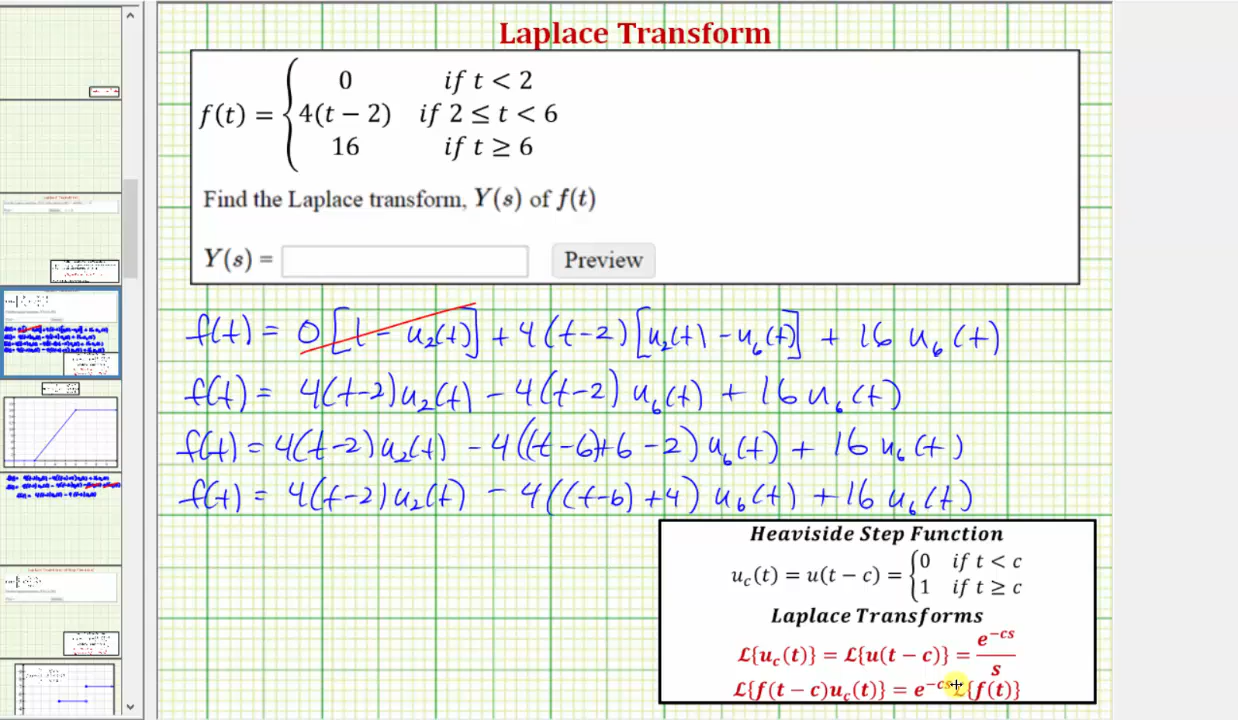 Laplace Transform
f(t) = { 0 if t < 2
4(t − 2) if 2 ≤ t < 6
16 if t ≥ 6
Find the Laplace transform, Y(s) of f(t)
Y(s) = Preview
f(t) = 0[1 − u₂(t)] + 4(t−2)[u₂(t) − u₆(t)] + 16 u₆(t)
f(t) = 4(t−2)u₂(t) − 4(t−2) u₆(t) + 16 u₆(t)
f(t) = 4(t−2)u₂(t) − 4((t−6)+6−2) u₆(t) + 16 u₆(t)
f(t) = 4(t−2)u₂(t) − 4((t−6)+4) u₆(t) + 16 u₆(t)
Heaviside Step Function
u_c(t) = u(t − c) = { 0 if t < c
1 if t ≥ c
Laplace Transforms
ℒ{u_c(t)} = ℒ{u(t − c)} = e^{−cs}/s
ℒ{f(t − c)u_c(t)} = e^{−cs}ℒ{f(t)}